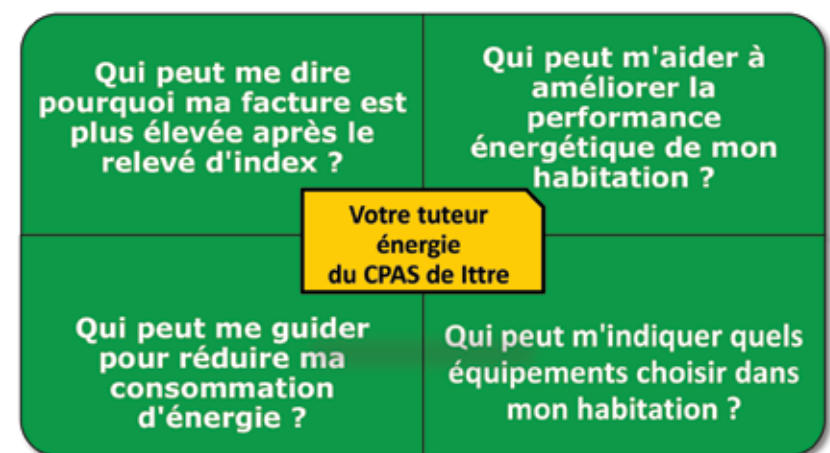 Qui peut me dire
pourquoi ma facture est
plus élevée après le
relevé d'index ?
Qui peut m'aider à
améliorer la
performance
énergétique de mon
habitation ?
Votre tuteur
énergie
du CPAS de Ittre
Qui peut me guider
pour réduire ma
consommation
d'énergie ?
Qui peut m'indiquer quels
équipements choisir dans
mon habitation ?